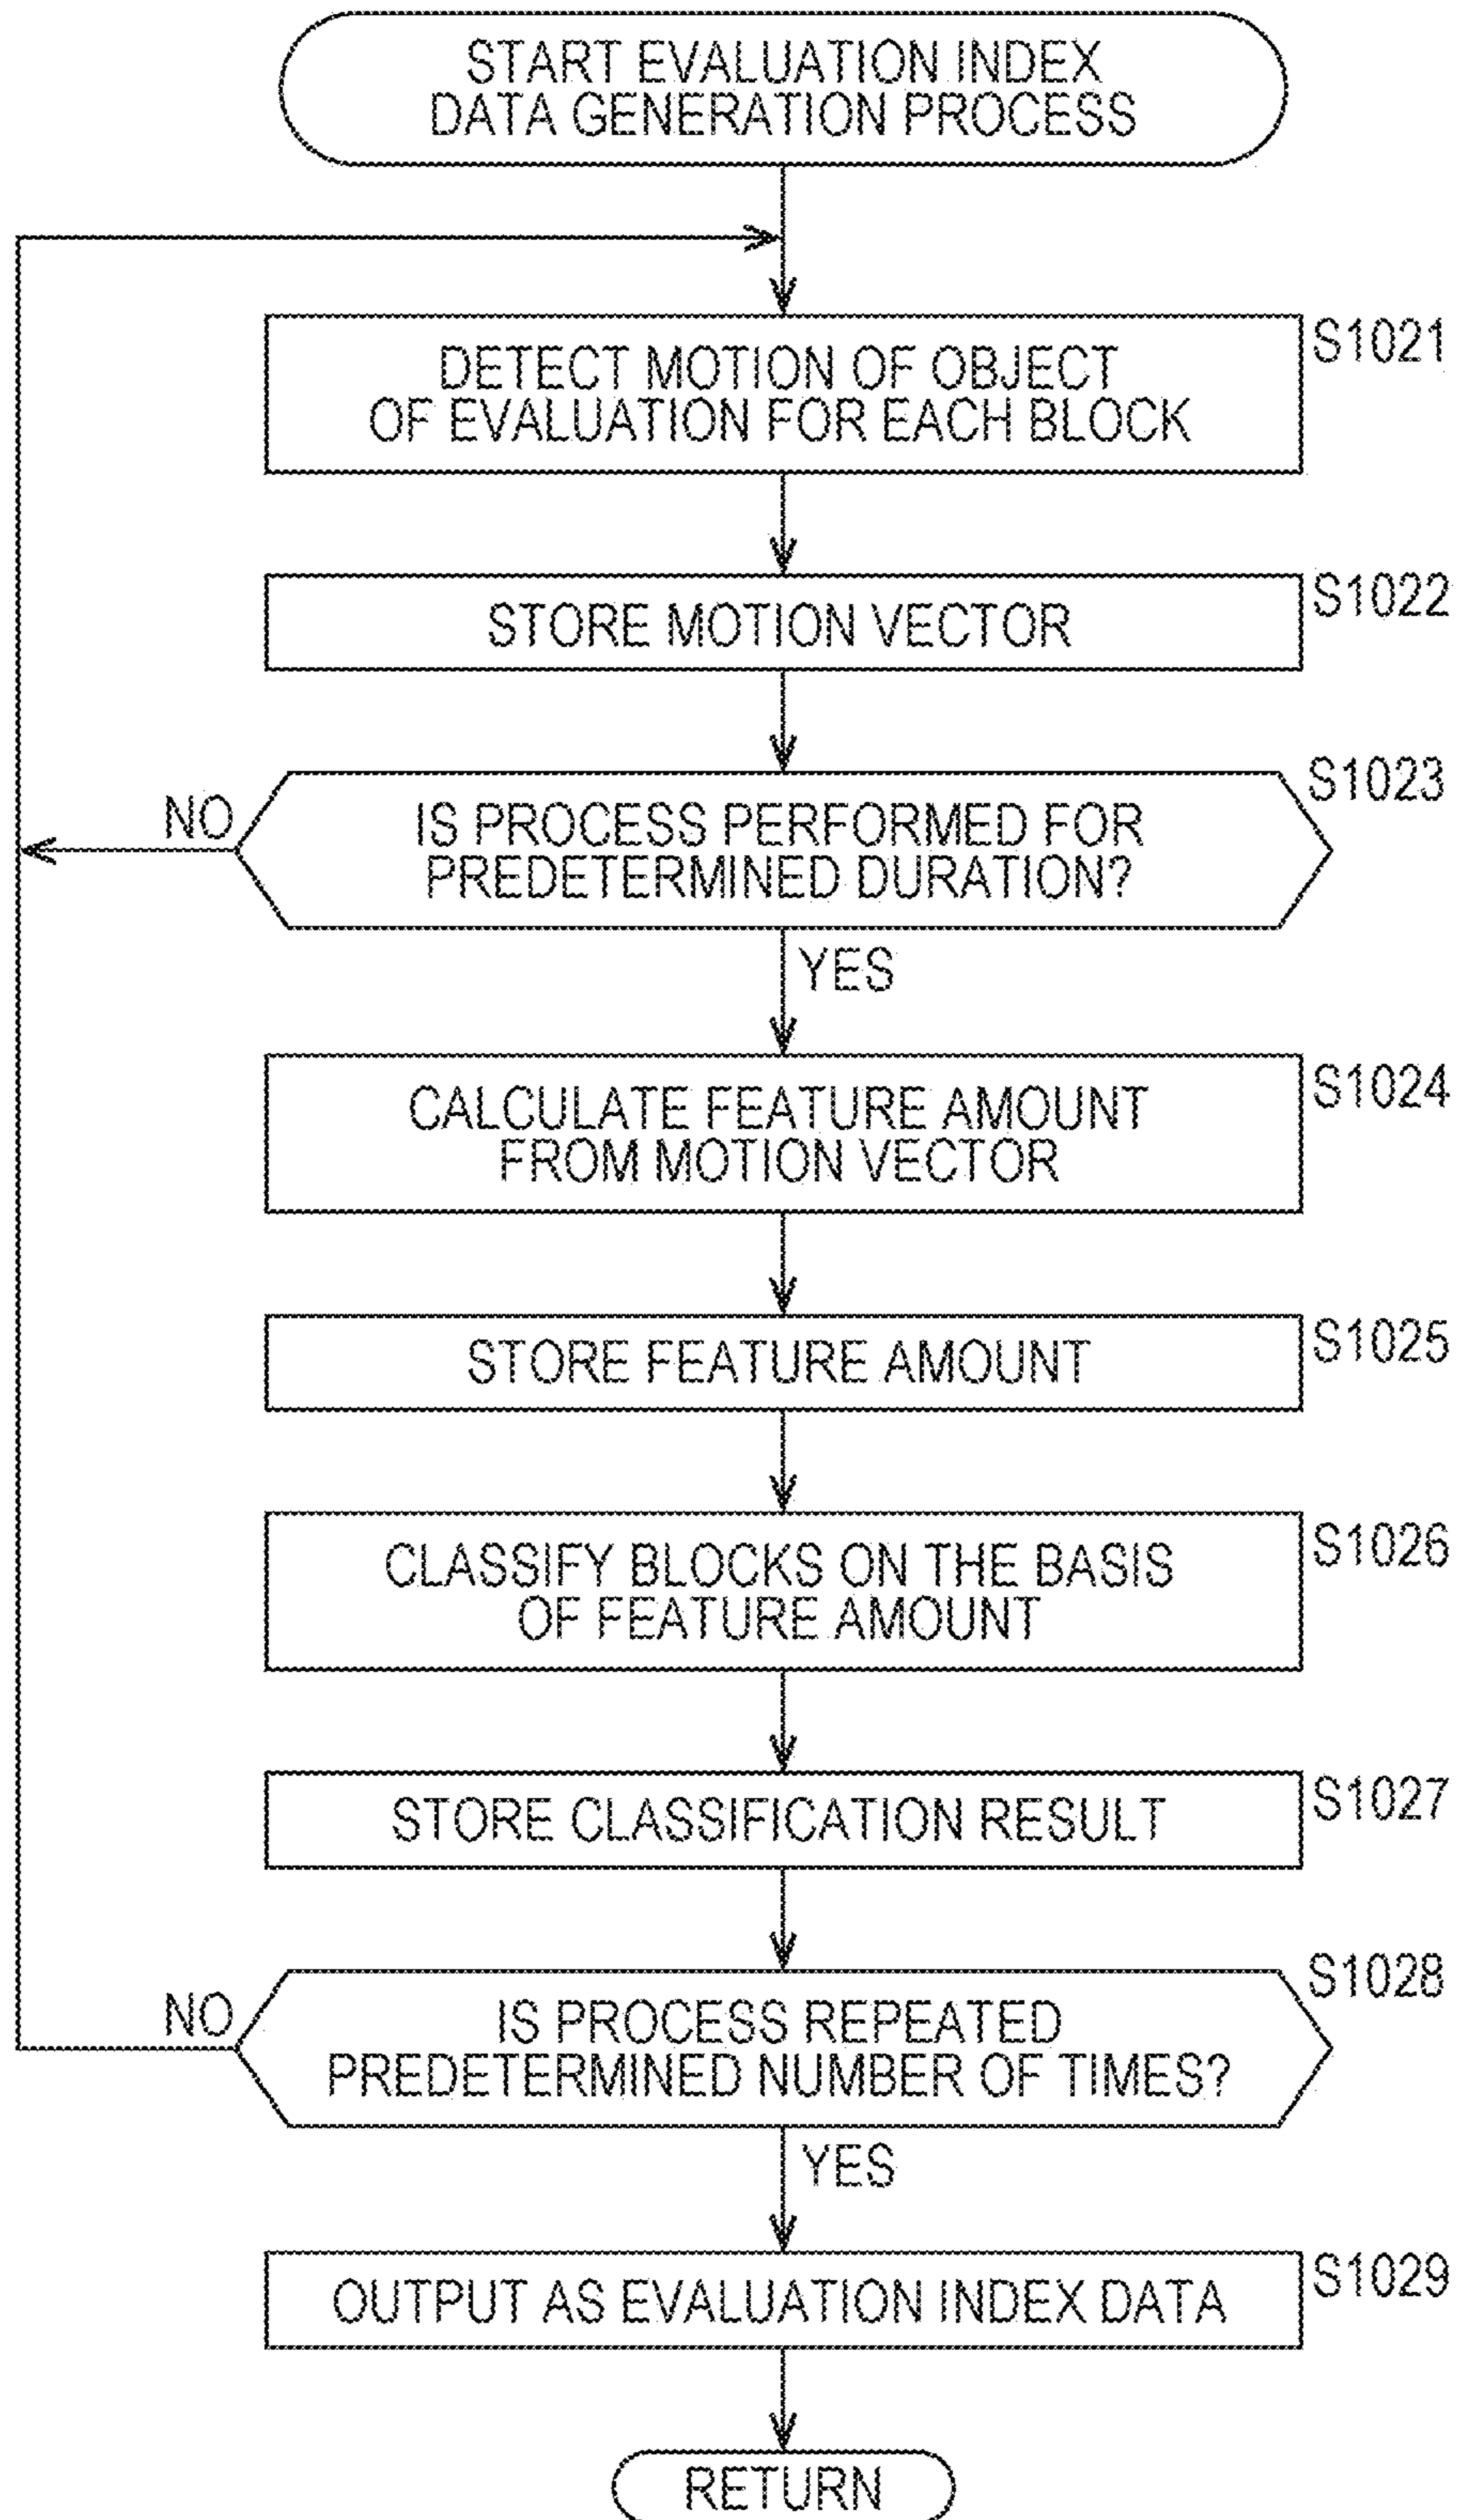 START EVALUATION INDEX
DATA GENERATION PROCESS
S1021
DETECT MOTION OF OBJECT
OF EVALUATION FOR EACH BLOCK
S1022
STORE MOTION VECTOR
S1023
NO
IS PROCESS PERFORMED FOR
PREDETERMINED DURATION?
YES
S1024
CALCULATE FEATURE AMOUNT
FROM MOTION VECTOR
S1025
STORE FEATURE AMOUNT
S1026
CLASSIFY BLOCKS ON THE BASIS
OF FEATURE AMOUNT
S1027
STORE CLASSIFICATION RESULT
S1028
NO
IS PROCESS REPEATED
PREDETERMINED NUMBER OF TIMES?
YES
S1029
OUTPUT AS EVALUATION INDEX DATA
RETURN